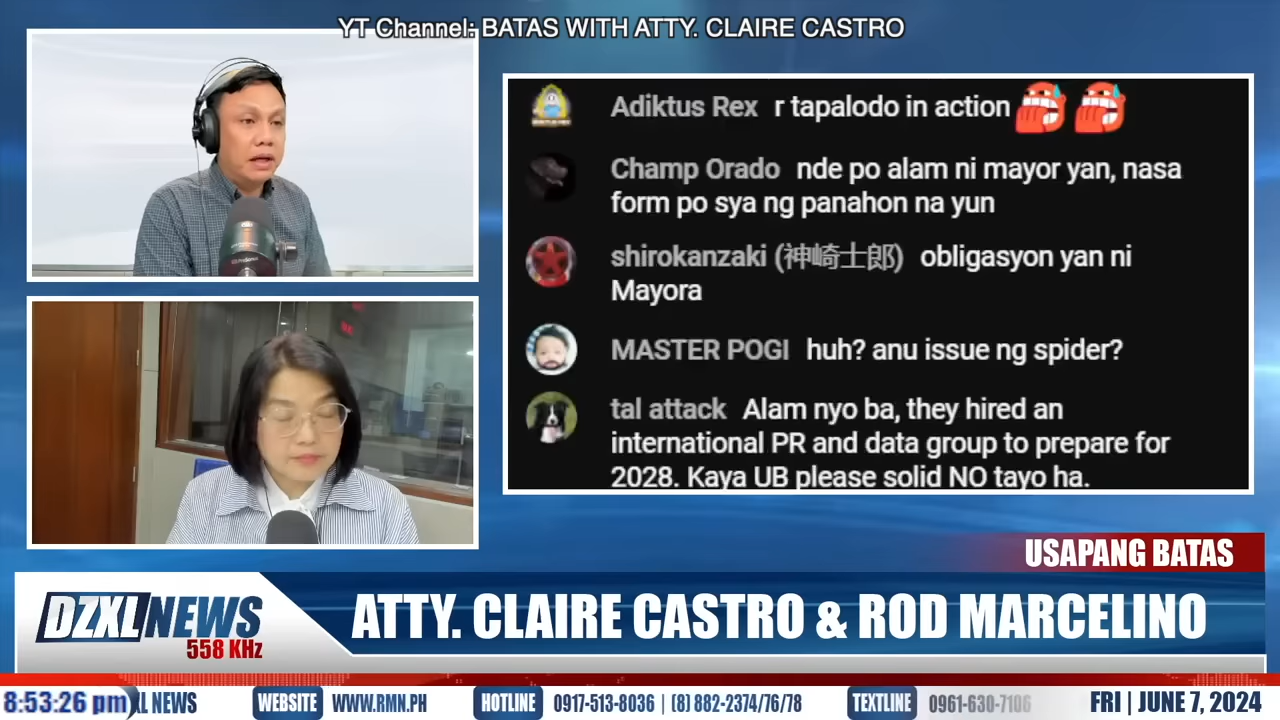 YT Channel: BATAS WITH ATTY. CLAIRE CASTRO
Adiktus Rex r tapalodo in action
Champ Orado nde po alam ni mayor yan, nasa
form po sya ng panahon na yun
shirokanzaki (神崎士郎) obligasyon yan ni
Mayora
MASTER POGI huh? anu issue ng spider?
tal attack Alam nyo ba, they hired an
international PR and data group to prepare for
2028. Kaya UB please solid NO tayo ha.
USAPANG BATAS
DZXL NEWS
558 KHz
ATTY. CLAIRE CASTRO & ROD MARCELINO
8:53:26 pm XL NEWS WEBSITE WWW.RMN.PH HOTLINE 0917-513-8036 | (8) 882-2374/76/78 TEXTLINE 0961-630-7106 FRI | JUNE 7, 2024